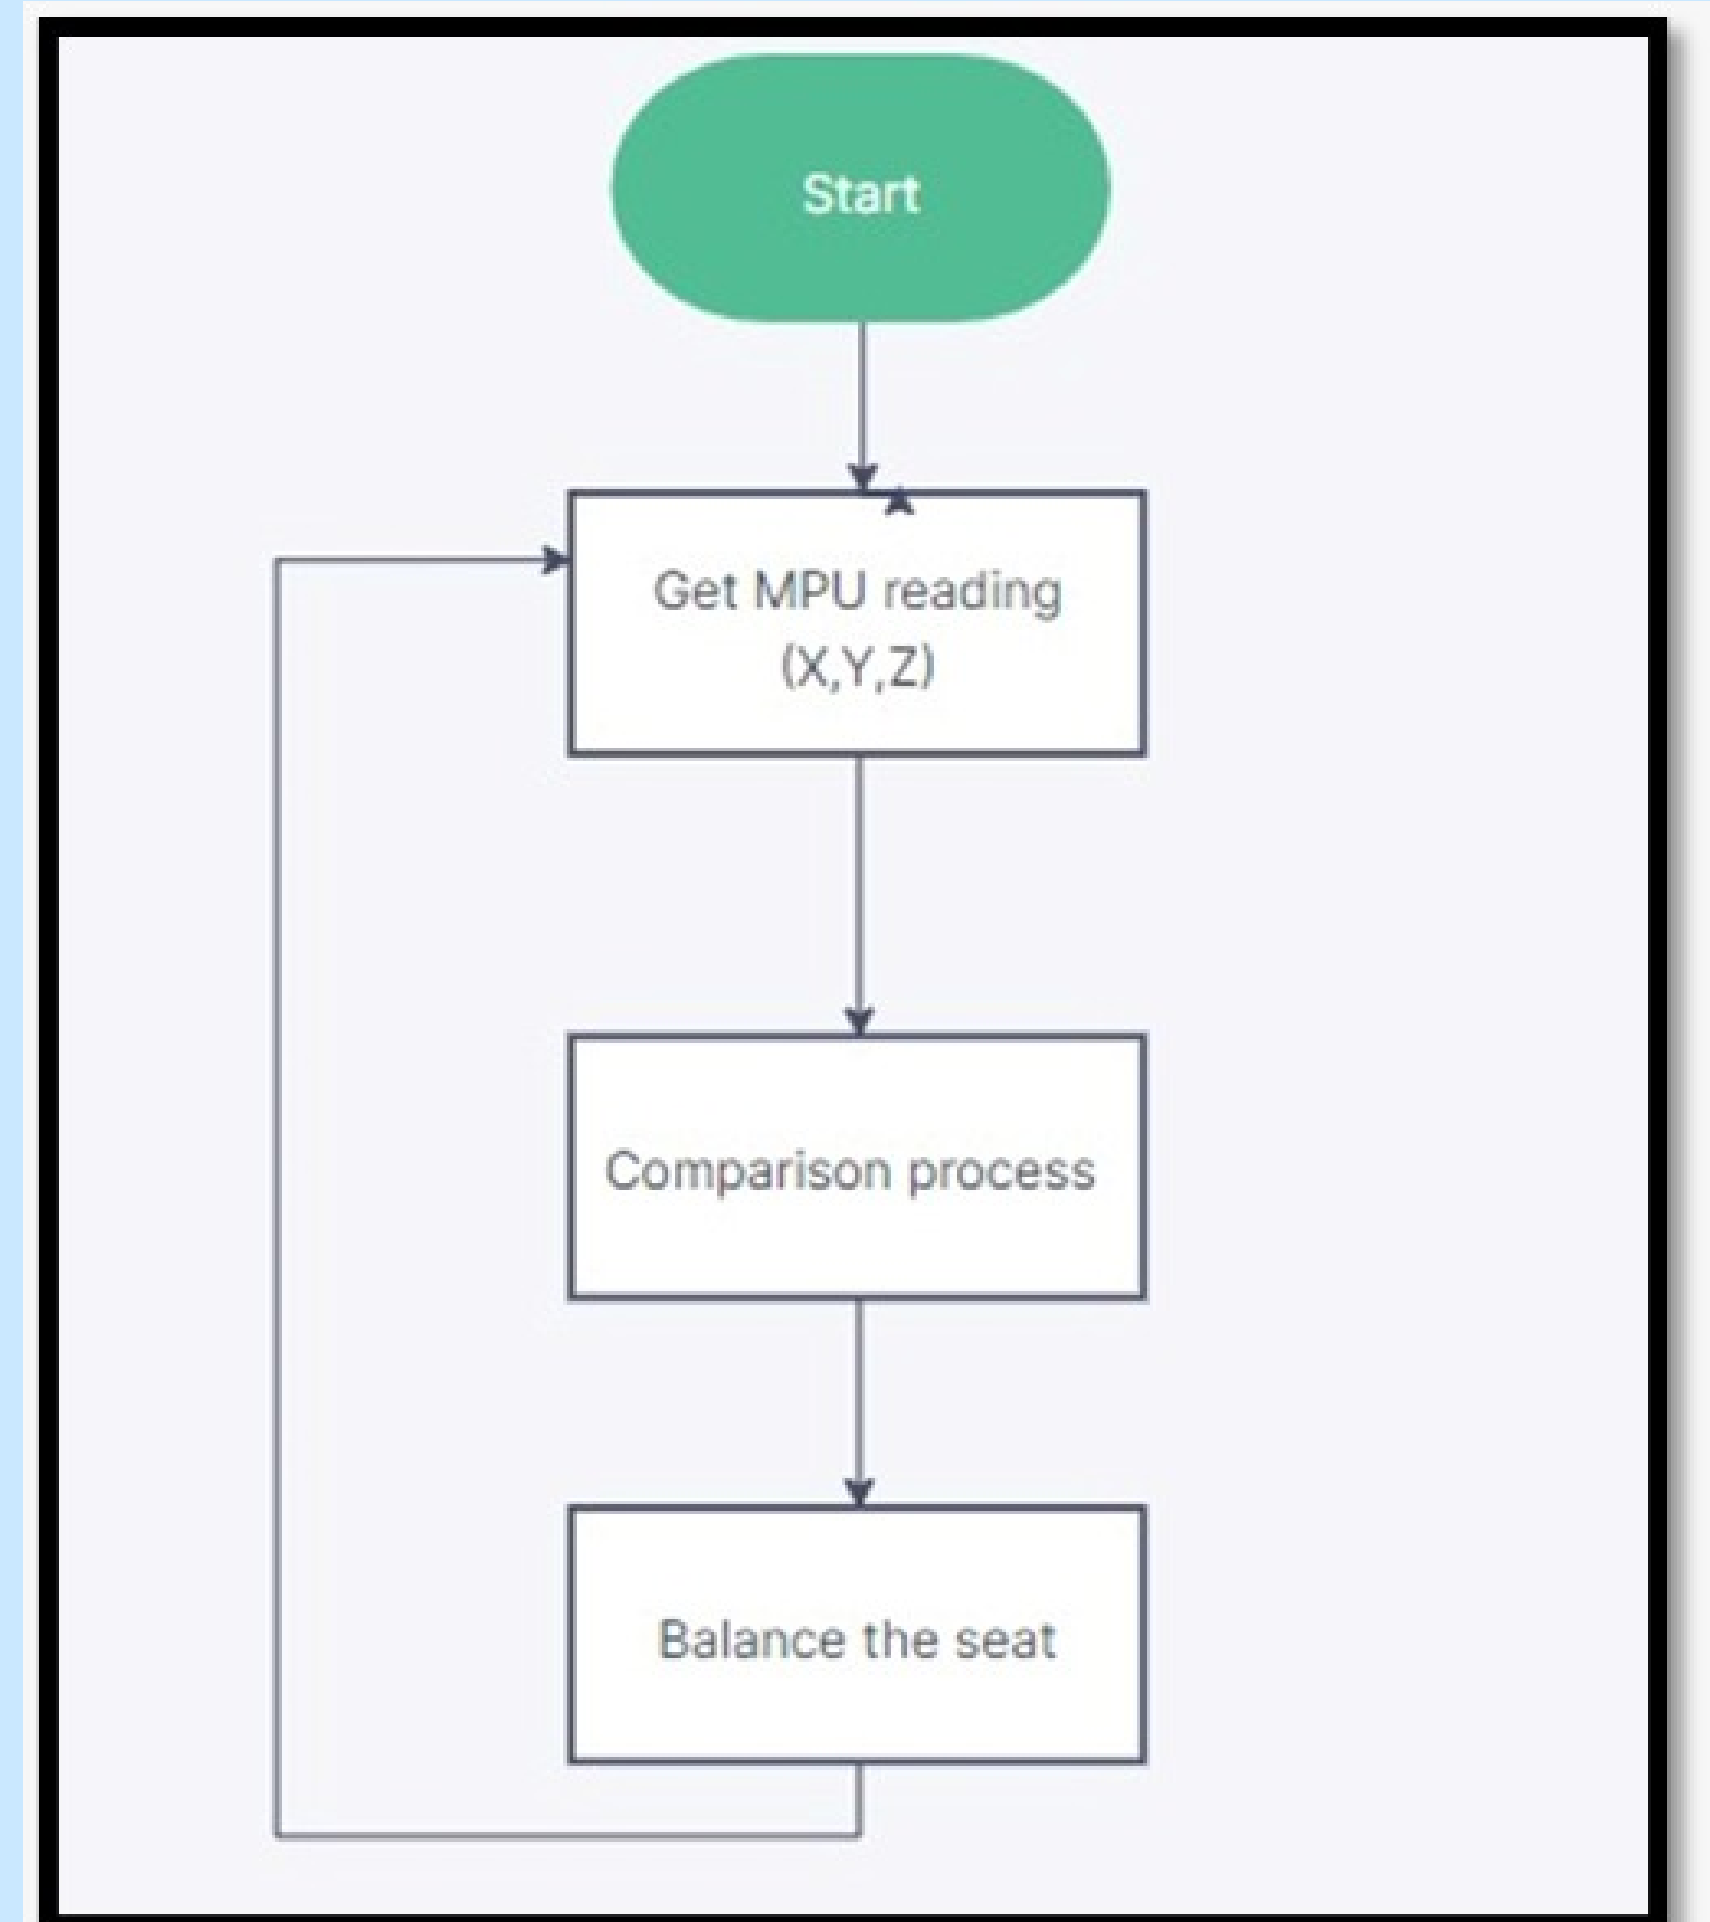 Start
Get MPU reading
(X,Y,Z)
Comparison process
Balance the seat